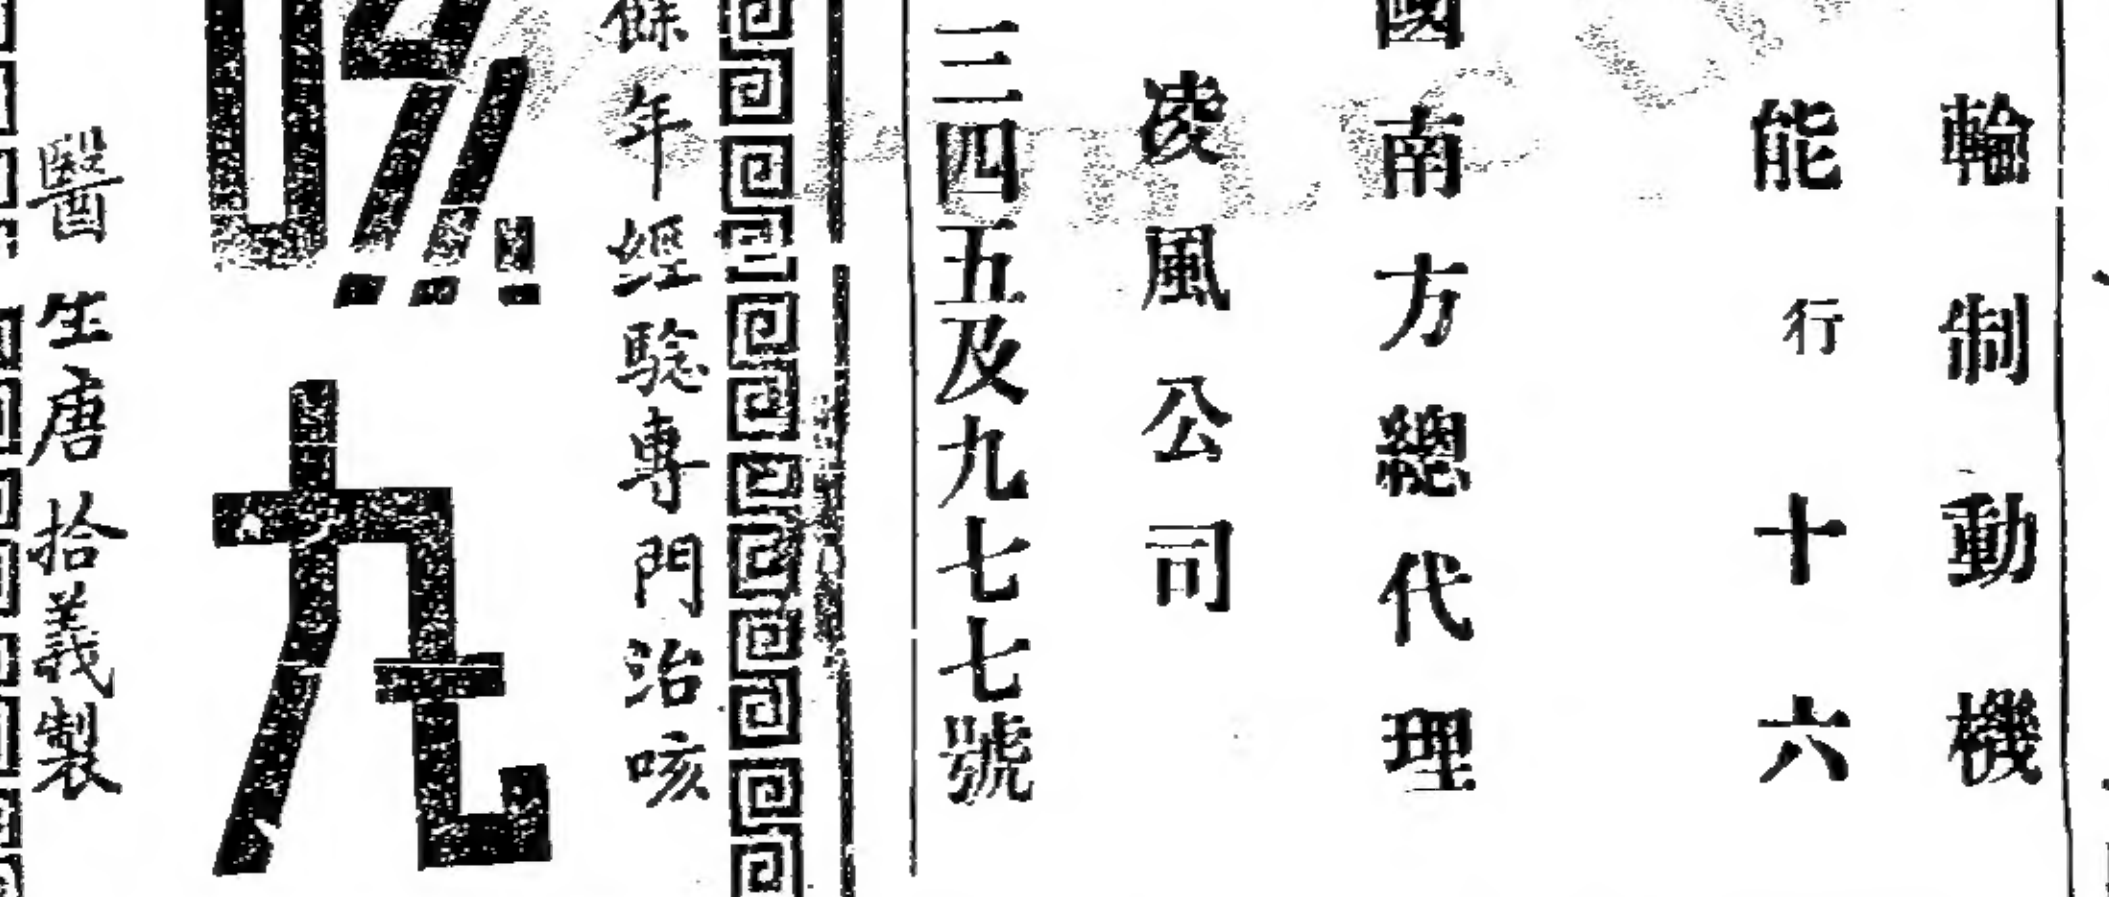 輪制動機
能行十六
國南方總代理
凌風公司
三四五及九七七號
餘年經騐專門治咳
丸
醫生唐拾義製